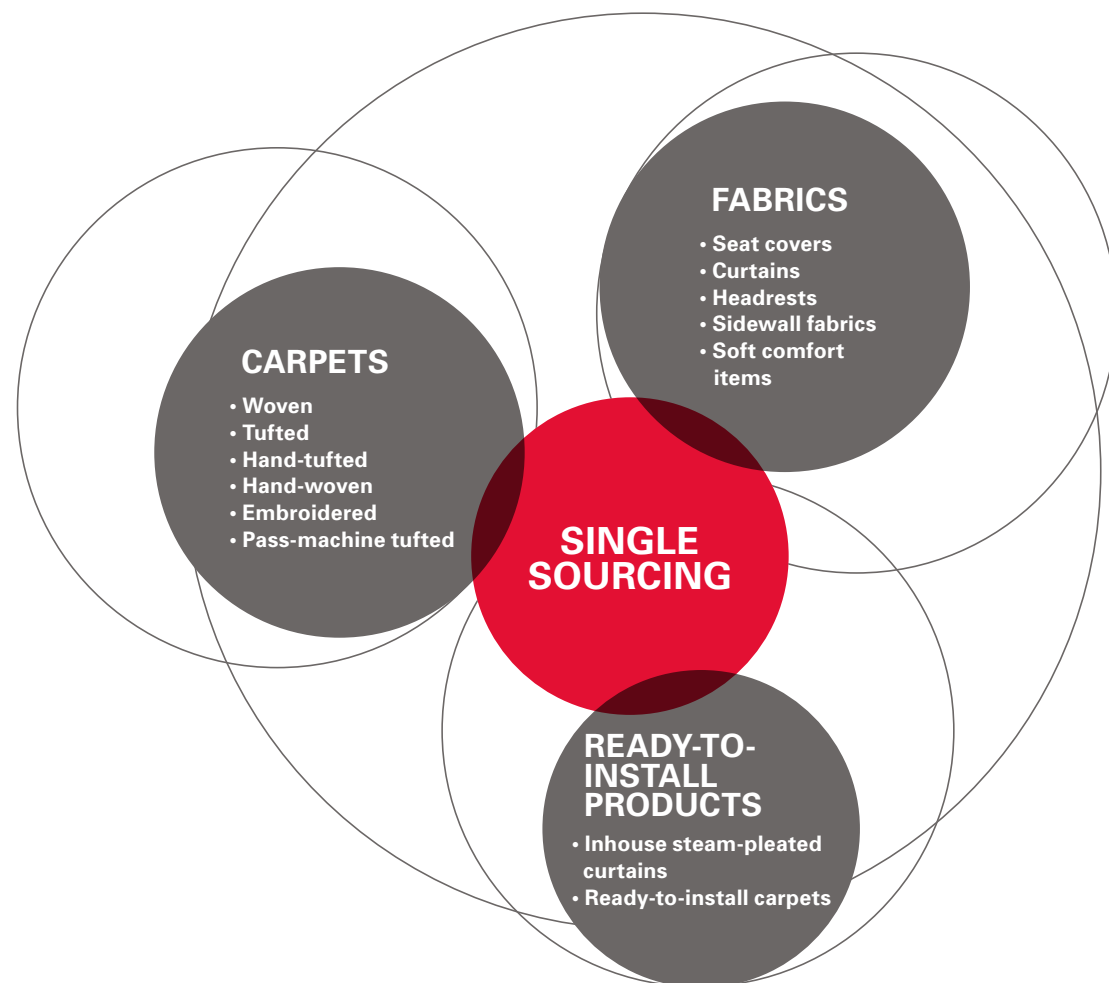 FABRICS
• Seat covers
• Curtains
• Headrests
• Sidewall fabrics
• Soft comfort
items
CARPETS
• Woven
• Tufted
• Hand-tufted
• Hand-woven
• Embroidered
• Pass-machine tufted
SINGLE
SOURCING
READY-TO-
INSTALL
PRODUCTS
• Inhouse steam-pleated
curtains
• Ready-to-install carpets